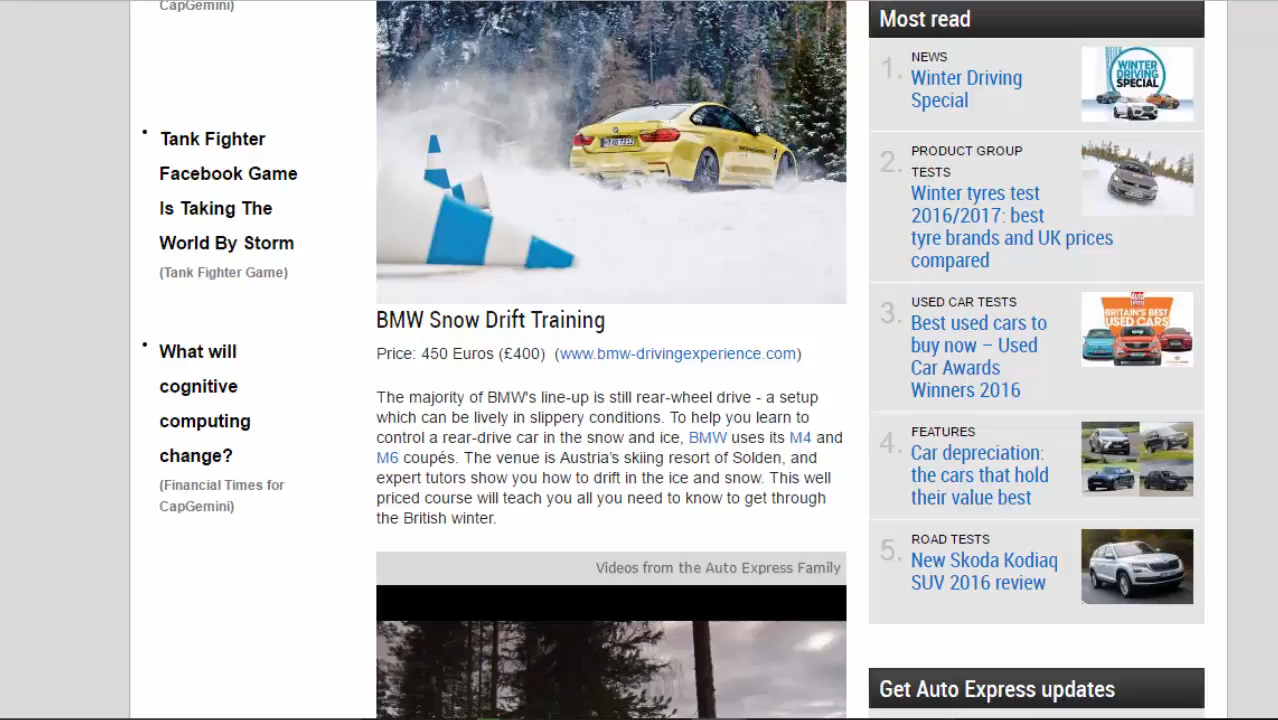 CapGemini)
Tank Fighter
Facebook Game
Is Taking The
World By Storm
(Tank Fighter Game)
What will
cognitive
computing
change?
(Financial Times for
CapGemini)
BMW Snow Drift Training
Price: 450 Euros (£400) (www.bmw-drivingexperience.com)
The majority of BMW's line-up is still rear-wheel drive - a setup
which can be lively in slippery conditions. To help you learn to
control a rear-drive car in the snow and ice, BMW uses its M4 and
M6 coupés. The venue is Austria's skiing resort of Solden, and
expert tutors show you how to drift in the ice and snow. This well
priced course will teach you all you need to know to get through
the British winter.
Videos from the Auto Express Family
Most read
1.
NEWS
Winter Driving
Special
WINTER
DRIVING
SPECIAL
2.
PRODUCT GROUP
TESTS
Winter tyres test
2016/2017: best
tyre brands and UK prices
compared
3.
USED CAR TESTS
Best used cars to
buy now – Used
Car Awards
Winners 2016
BRITAIN'S BEST
USED CARS
4.
FEATURES
Car depreciation:
the cars that hold
their value best
5.
ROAD TESTS
New Skoda Kodiaq
SUV 2016 review
Get Auto Express updates